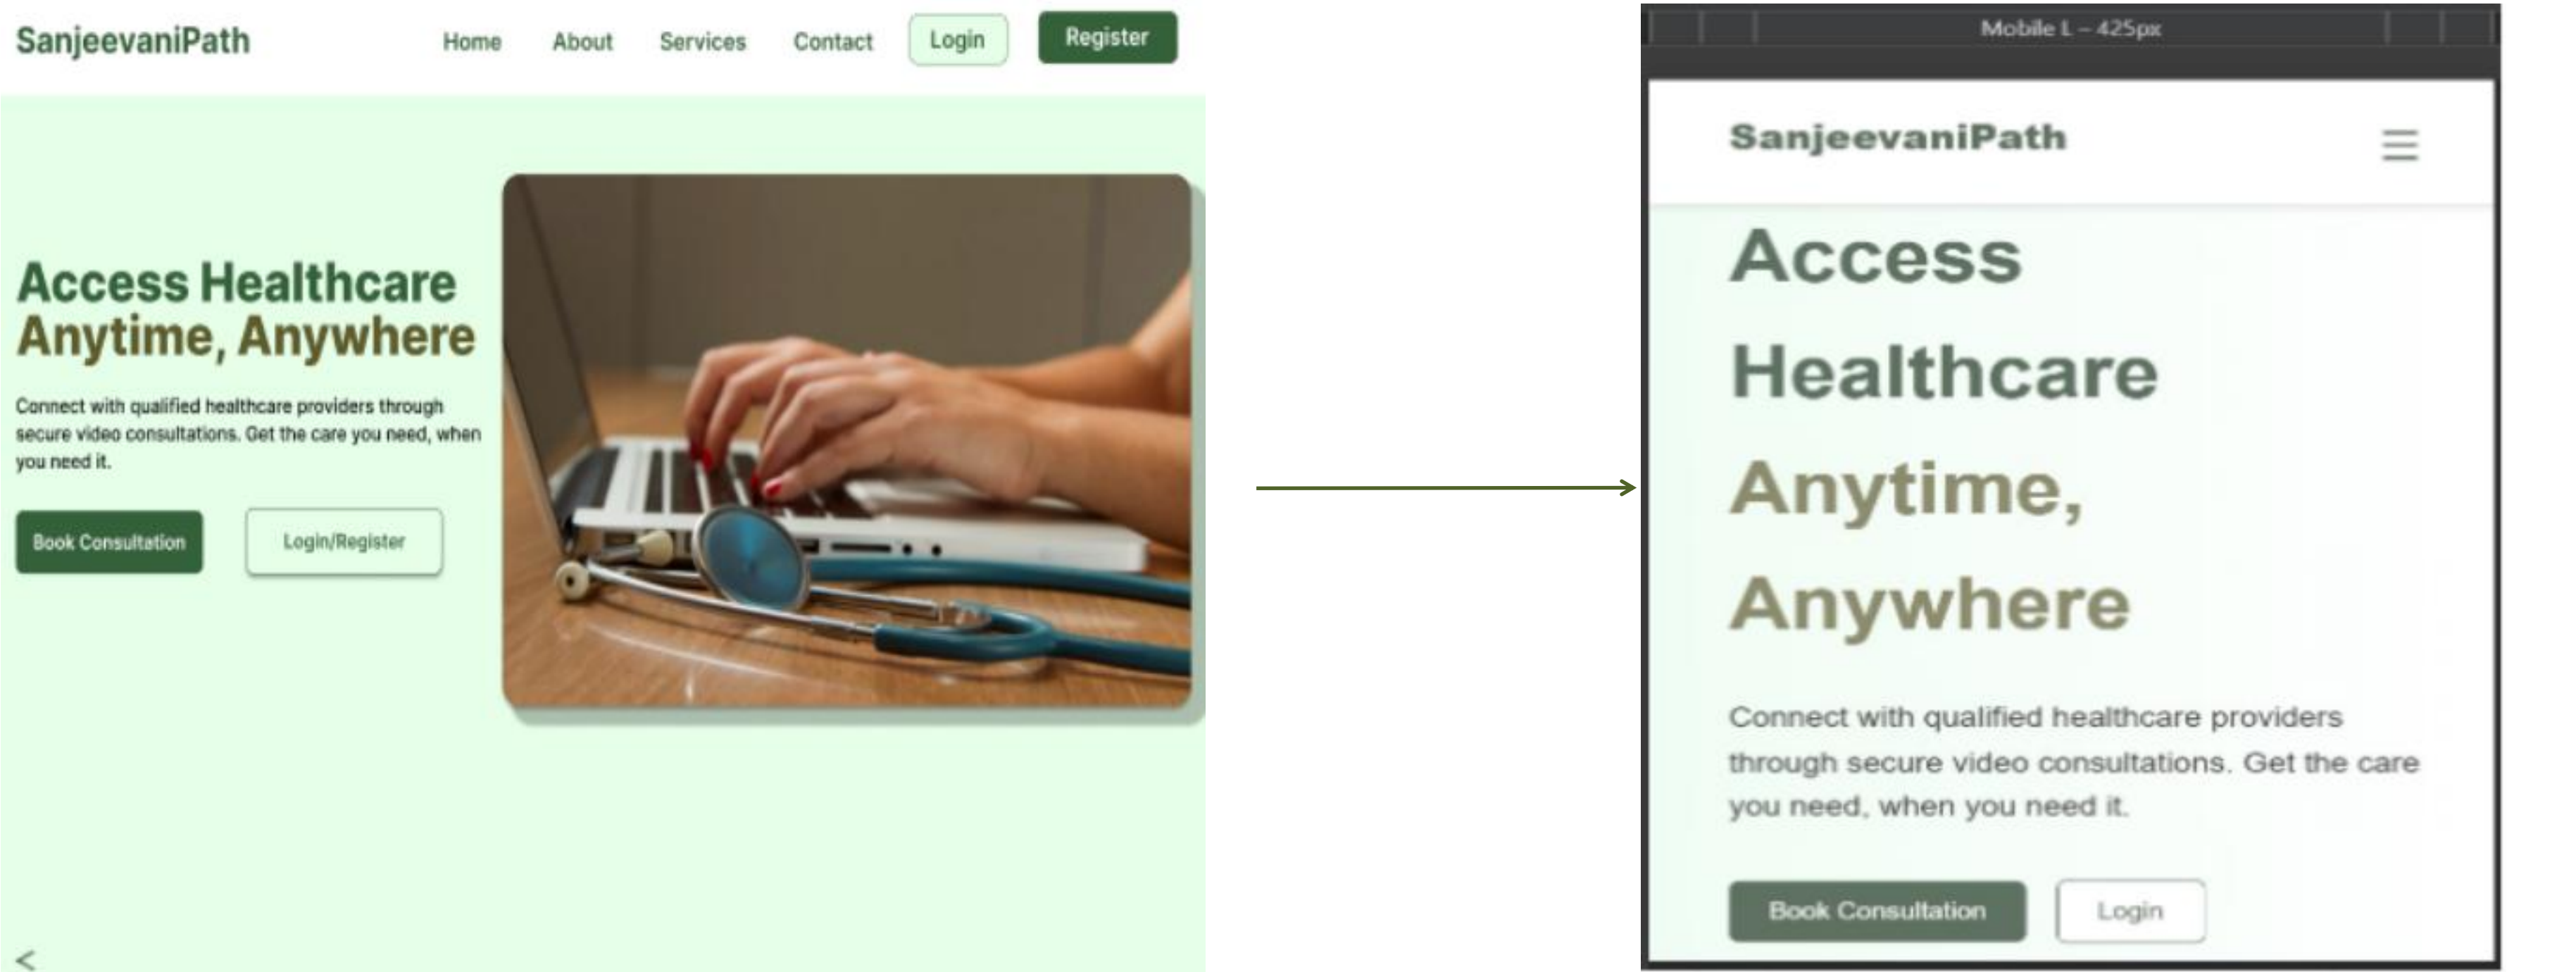 SanjeevaniPath
Home About Services Contact Login Register
Access Healthcare
Anytime, Anywhere
Connect with qualified healthcare providers through
secure video consultations. Get the care you need, when
you need it.
Book Consultation Login/Register
Mobile L – 425px
SanjeevaniPath
Access
Healthcare
Anytime,
Anywhere
Connect with qualified healthcare providers
through secure video consultations. Get the care
you need, when you need it.
Book Consultation Login